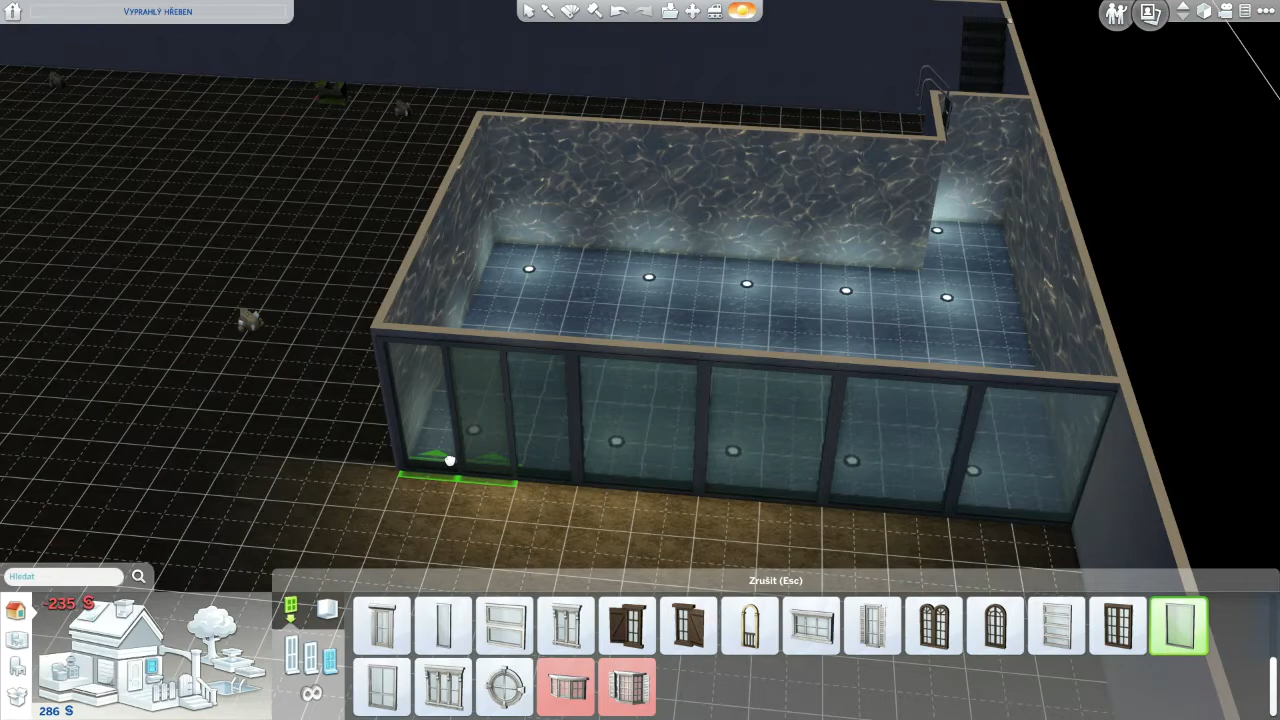 VYPRAHLÝ HŘEBEN
Zrušit (Esc)
Hledat
-235 $
286 $